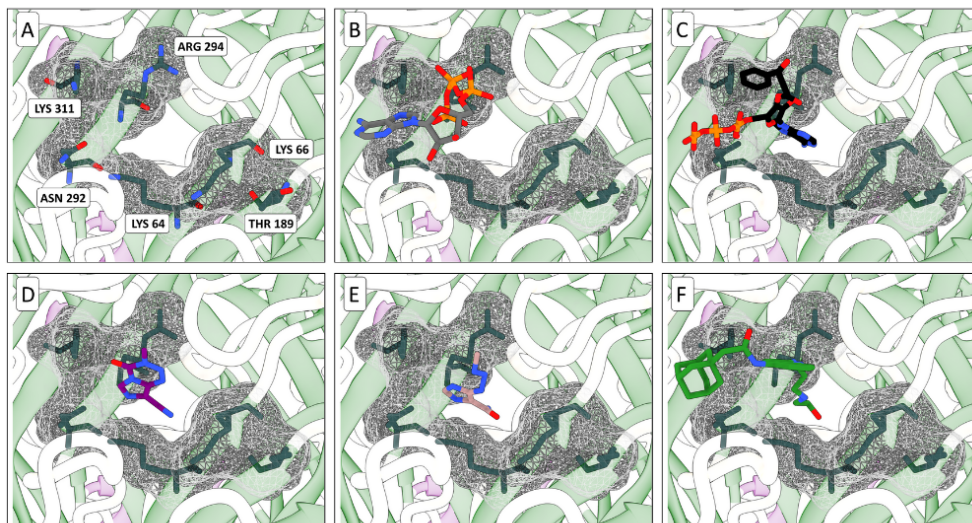 A
ARG 294
LYS 311
LYS 66
ASN 292
LYS 64
THR 189
B
C
D
E
F